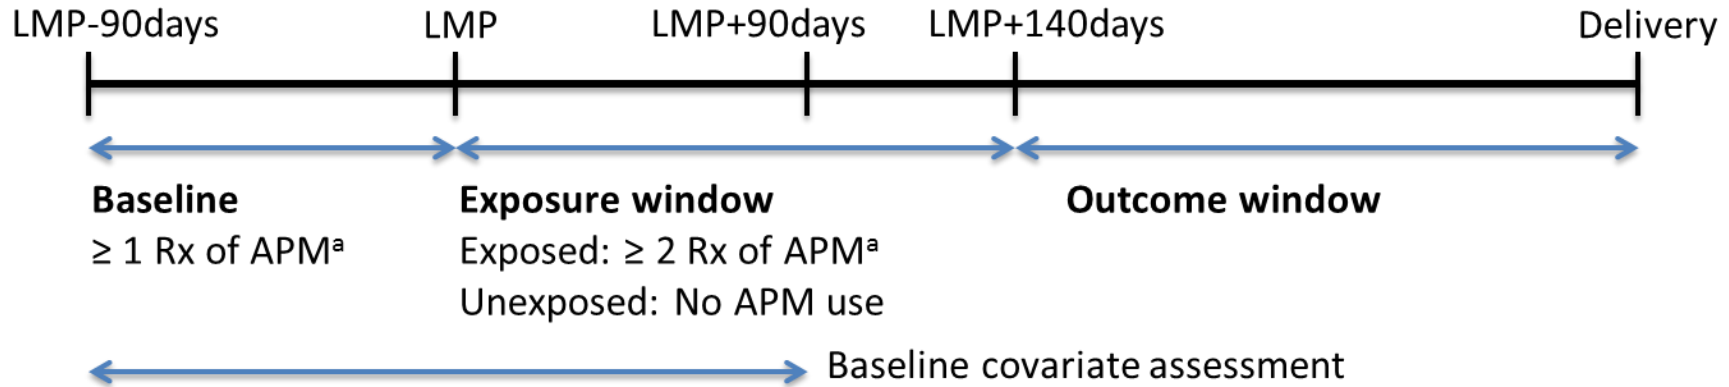 LMP-90days LMP LMP+90days LMP+140days Delivery
Baseline Exposure window Outcome window
≥ 1 Rx of APMᵃ Exposed: ≥ 2 Rx of APMᵃ
Unexposed: No APM use
Baseline covariate assessment